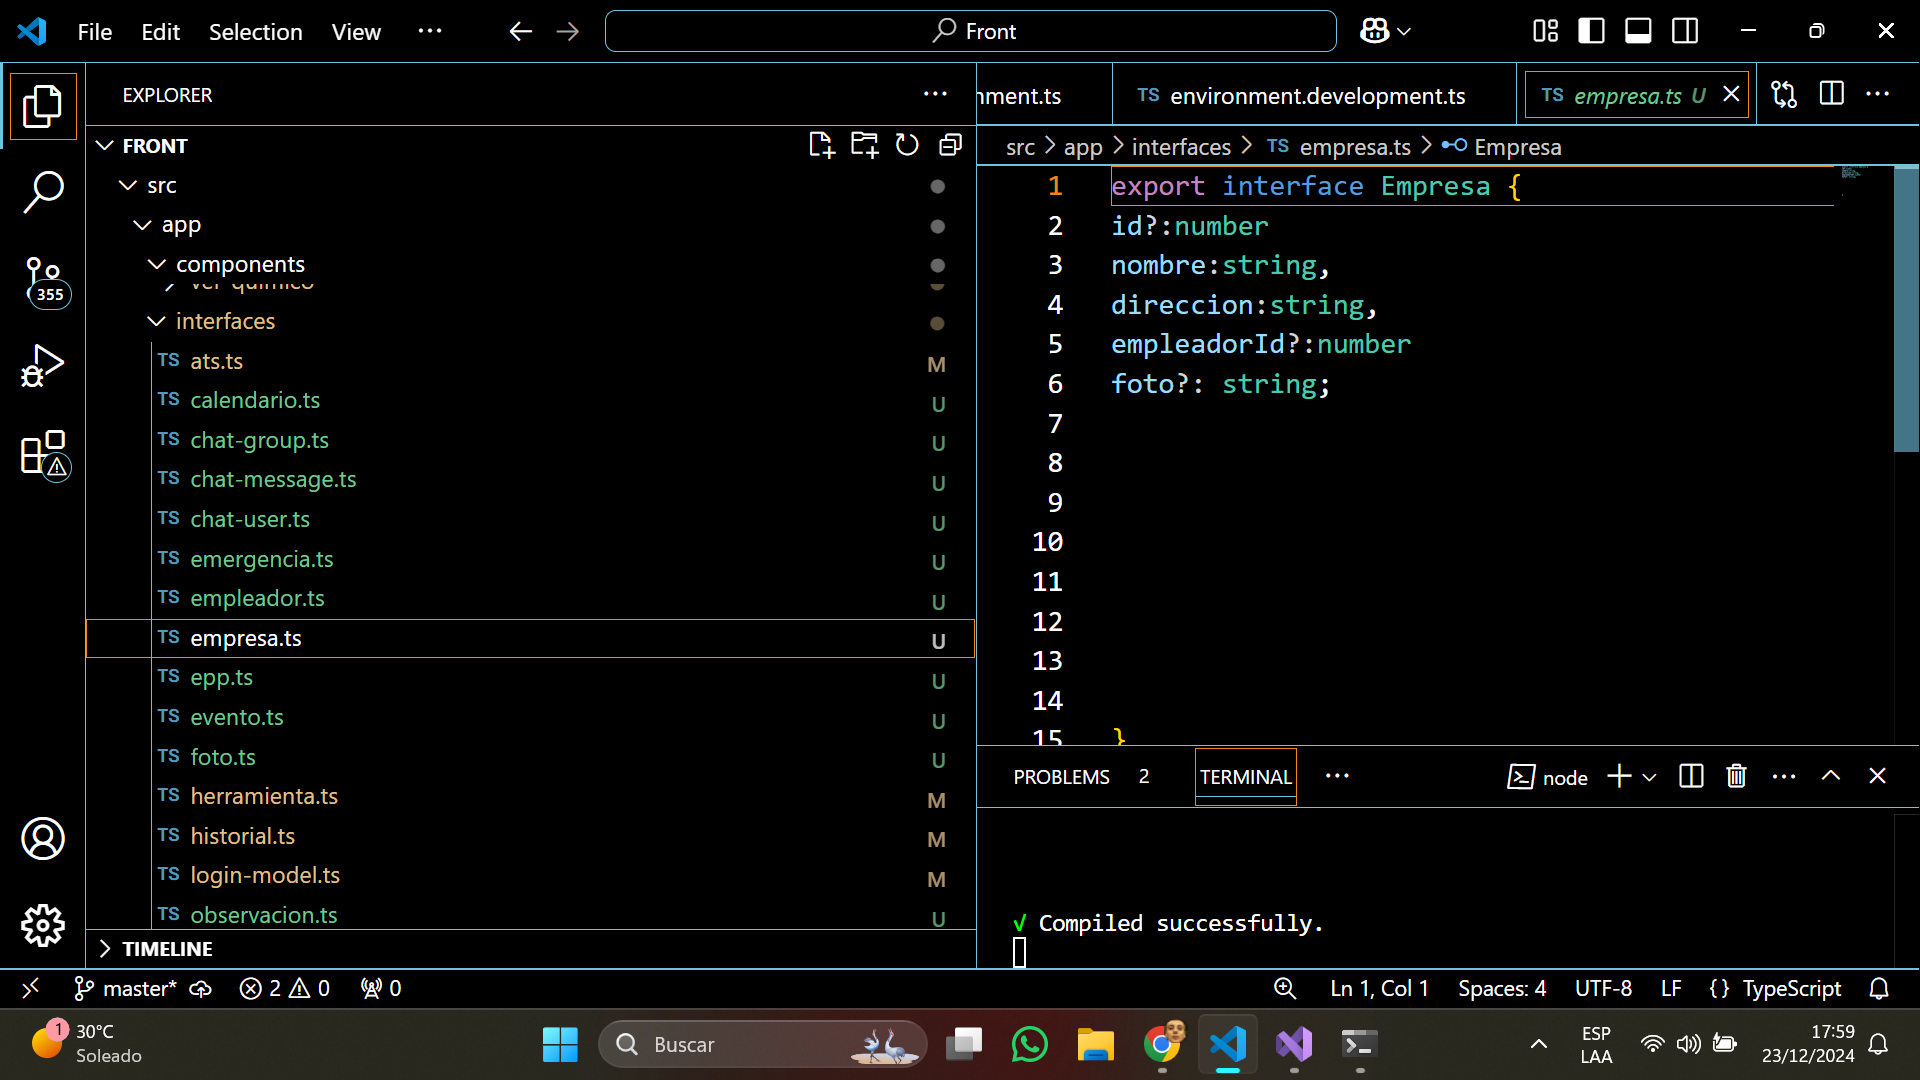 File Edit Selection View ··· Front
EXPLORER ···
nment.ts
TS environment.development.ts
TS empresa.ts U
FRONT
src > app > interfaces > TS empresa.ts > Empresa
src
app
components
ver-quimico
interfaces
TS ats.ts M
TS calendario.ts U
TS chat-group.ts U
TS chat-message.ts U
TS chat-user.ts U
TS emergencia.ts U
TS empleador.ts U
TS empresa.ts U
TS epp.ts U
TS evento.ts U
TS foto.ts U
TS herramienta.ts M
TS historial.ts M
TS login-model.ts M
TS observacion.ts U
TIMELINE
355
1 export interface Empresa {
2 id?:number
3 nombre:string,
4 direccion:string,
5 empleadorId?:number
6 foto?: string;
7
8
9
10
11
12
13
14
15 }
PROBLEMS 2 TERMINAL ··· node
√ Compiled successfully.
master* 2 0 0 Ln 1, Col 1 Spaces: 4 UTF-8 LF {} TypeScript
1 30°C
Soleado
Buscar
ESP
LAA
17:59
23/12/2024